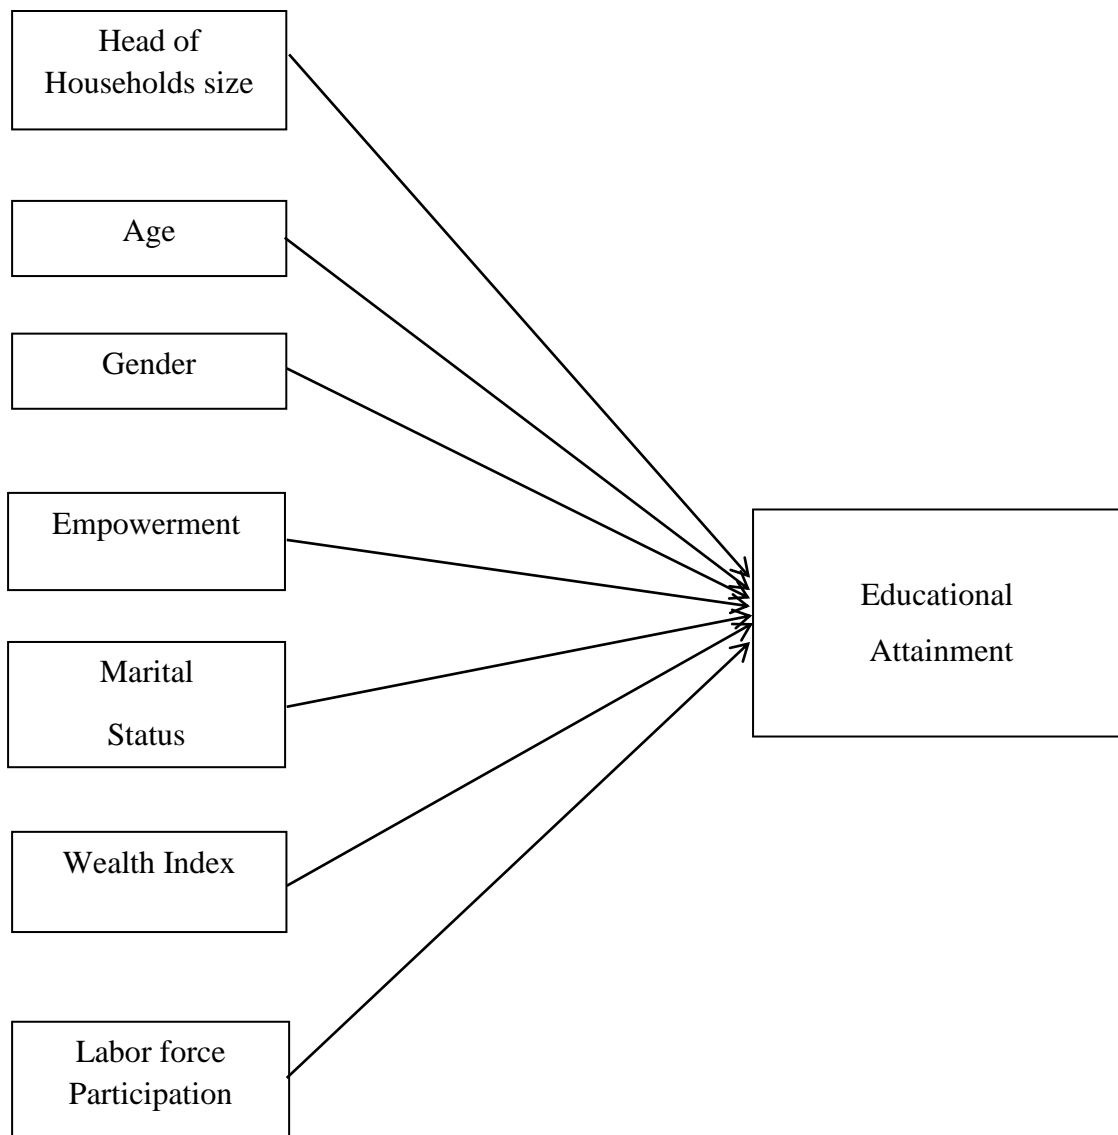 Head of
Households size
Age
Gender
Empowerment
Marital
Status
Wealth Index
Labor force
Participation
Educational
Attainment